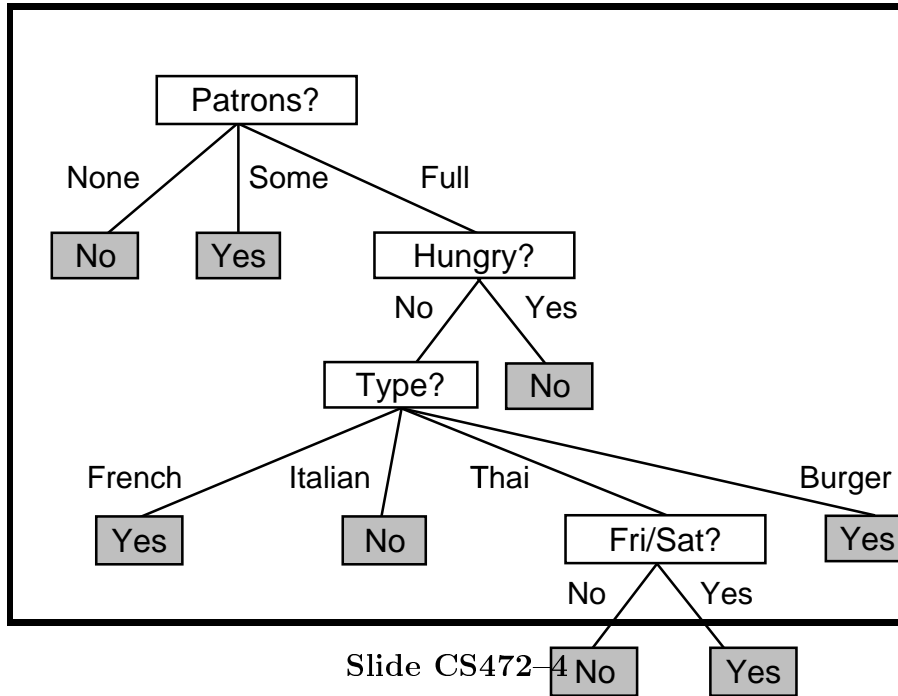 Patrons?
None Some Full
No Yes Hungry?
No Yes
Type? No
French Italian Thai Burger
Yes No Fri/Sat? Yes
No Yes
Slide CS472–4 No Yes